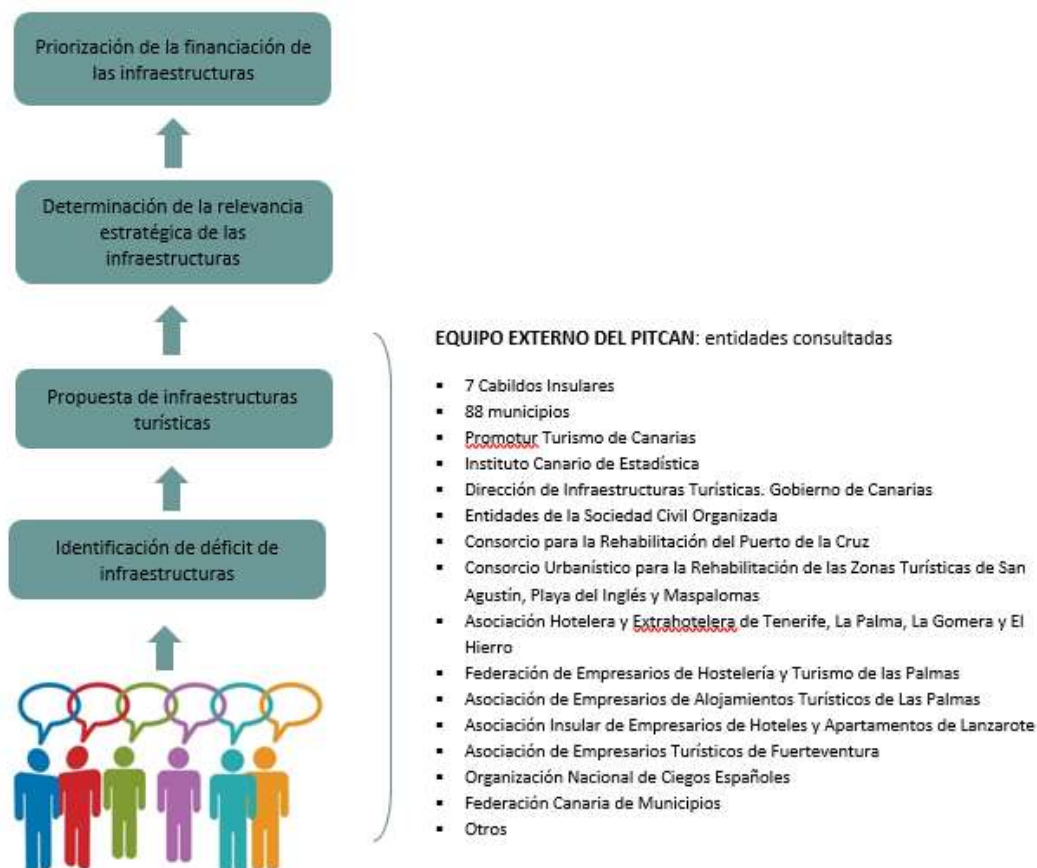 Priorización de la financiación de
las infraestructuras
Determinación de la relevancia
estratégica de las
infraestructuras
Propuesta de infraestructuras
turísticas
Identificación de déficit de
infraestructuras
EQUIPO EXTERNO DEL PITCAN: entidades consultadas
▪ 7 Cabildos Insulares
▪ 88 municipios
▪ Promotur Turismo de Canarias
▪ Instituto Canario de Estadística
▪ Dirección de Infraestructuras Turísticas. Gobierno de Canarias
▪ Entidades de la Sociedad Civil Organizada
▪ Consorcio para la Rehabilitación del Puerto de la Cruz
▪ Consorcio Urbanístico para la Rehabilitación de las Zonas Turísticas de San
Agustín, Playa del Inglés y Maspalomas
▪ Asociación Hotelera y Extrahotelera de Tenerife, La Palma, La Gomera y El
Hierro
▪ Federación de Empresarios de Hostelería y Turismo de las Palmas
▪ Asociación de Empresarios de Alojamientos Turísticos de Las Palmas
▪ Asociación Insular de Empresarios de Hoteles y Apartamentos de Lanzarote
▪ Asociación de Empresarios Turísticos de Fuerteventura
▪ Organización Nacional de Ciegos Españoles
▪ Federación Canaria de Municipios
▪ Otros